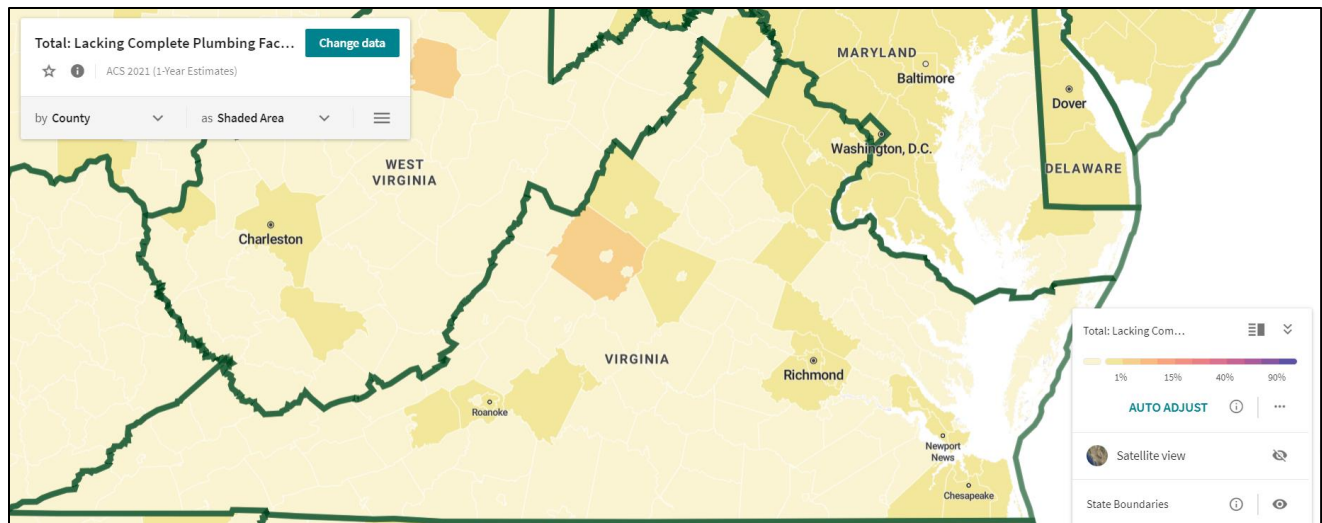 Total: Lacking Complete Plumbing Fac...
Change data
ACS 2021 (1-Year Estimates)
by County
as Shaded Area
MARYLAND
Baltimore
Dover
Washington, D.C.
DELAWARE
WEST
VIRGINIA
Charleston
VIRGINIA
Richmond
Roanoke
Newport
News
Chesapeake
Total: Lacking Com...
1% 15% 40% 90%
AUTO ADJUST
Satellite view
State Boundaries